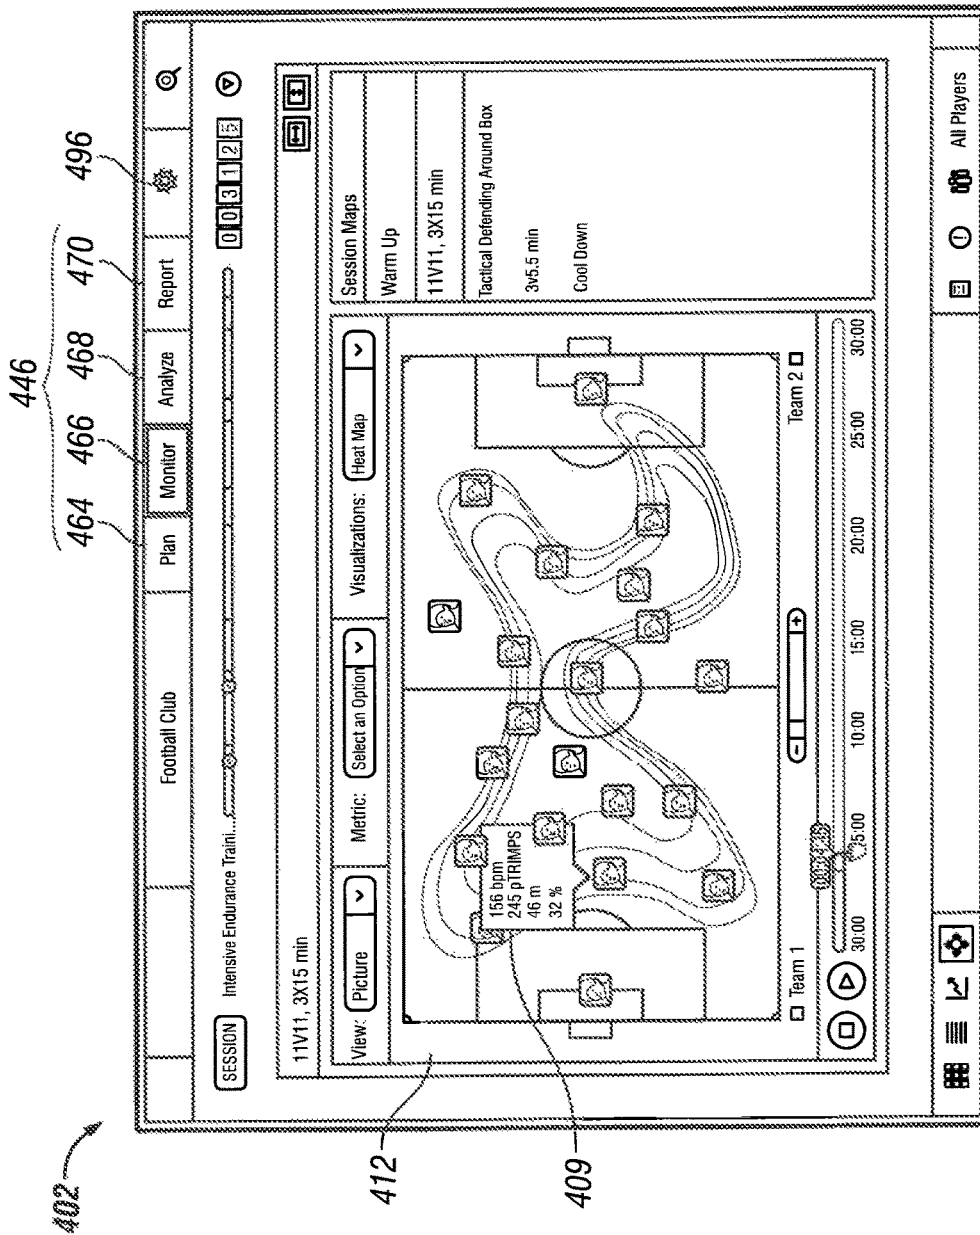 402
446
464 466 468 470 496
Football Club Plan Monitor Analyze Report
SESSION Intensive Endurance Traini... 0 0 3 1 2 5
11V11, 3X15 min
View: Picture Metric: Select an Option Visualizations: Heat Map
Session Maps
Warm Up
11V11, 3X15 min
Tactical Defending Around Box
3v5.5 min
Cool Down
156 bpm
245 pTRIMPS
46 m
32 %
412
409
Team 1 Team 2
30:00 5:00 10:00 15:00 20:00 25:00 30:00
All Players